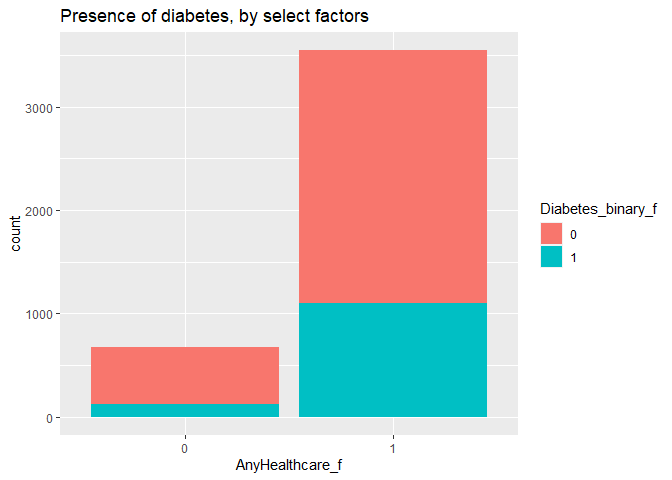 Presence of diabetes, by select factors
3000
2000
1000
0
count
0 1
AnyHealthcare_f
Diabetes_binary_f
0
1